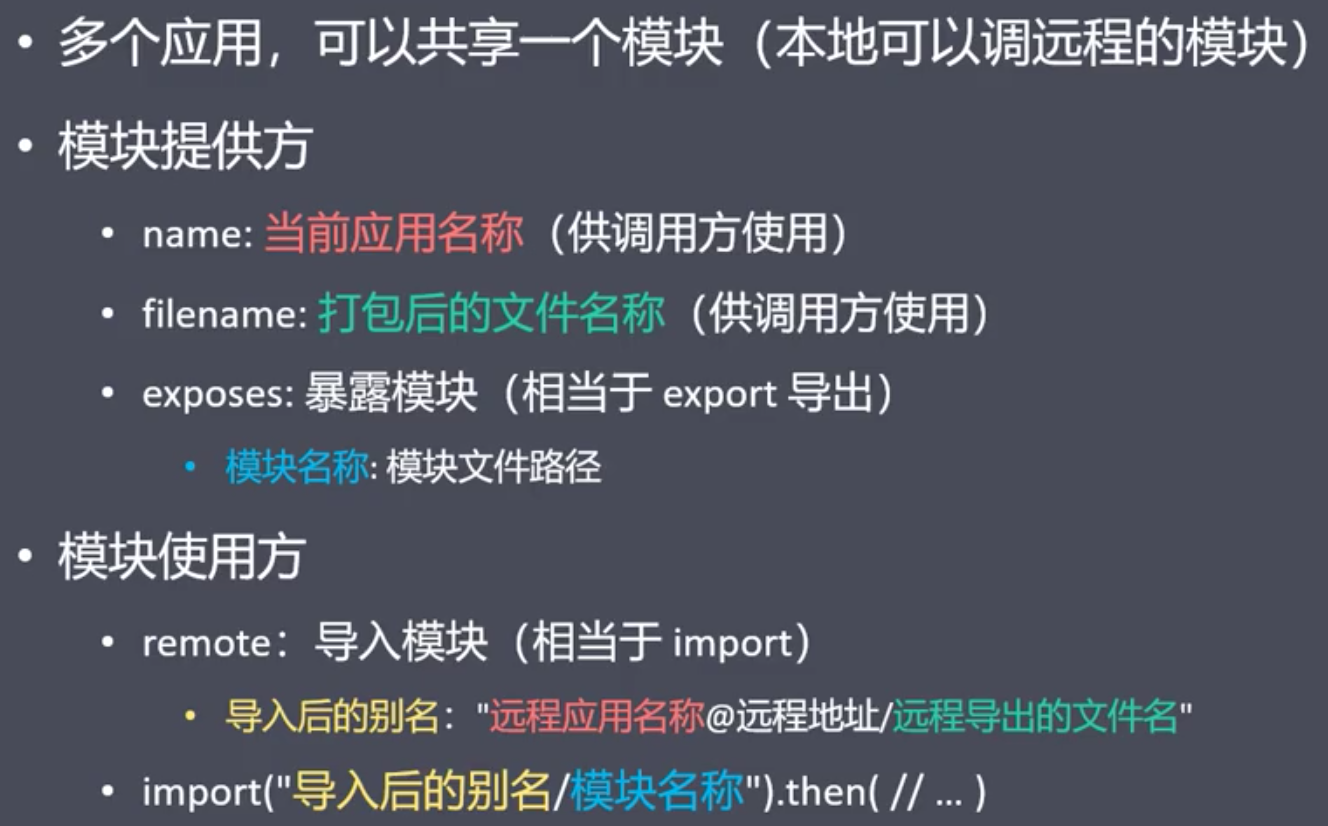 • 多个应用，可以共享一个模块（本地可以调远程的模块）
• 模块提供方
• name: 当前应用名称（供调用方使用）
• filename: 打包后的文件名称（供调用方使用）
• exposes: 暴露模块（相当于 export 导出）
• 模块名称: 模块文件路径
• 模块使用方
• remote：导入模块（相当于 import）
• 导入后的别名："远程应用名称@远程地址/远程导出的文件名"
• import("导入后的别名/模块名称").then( // ... )